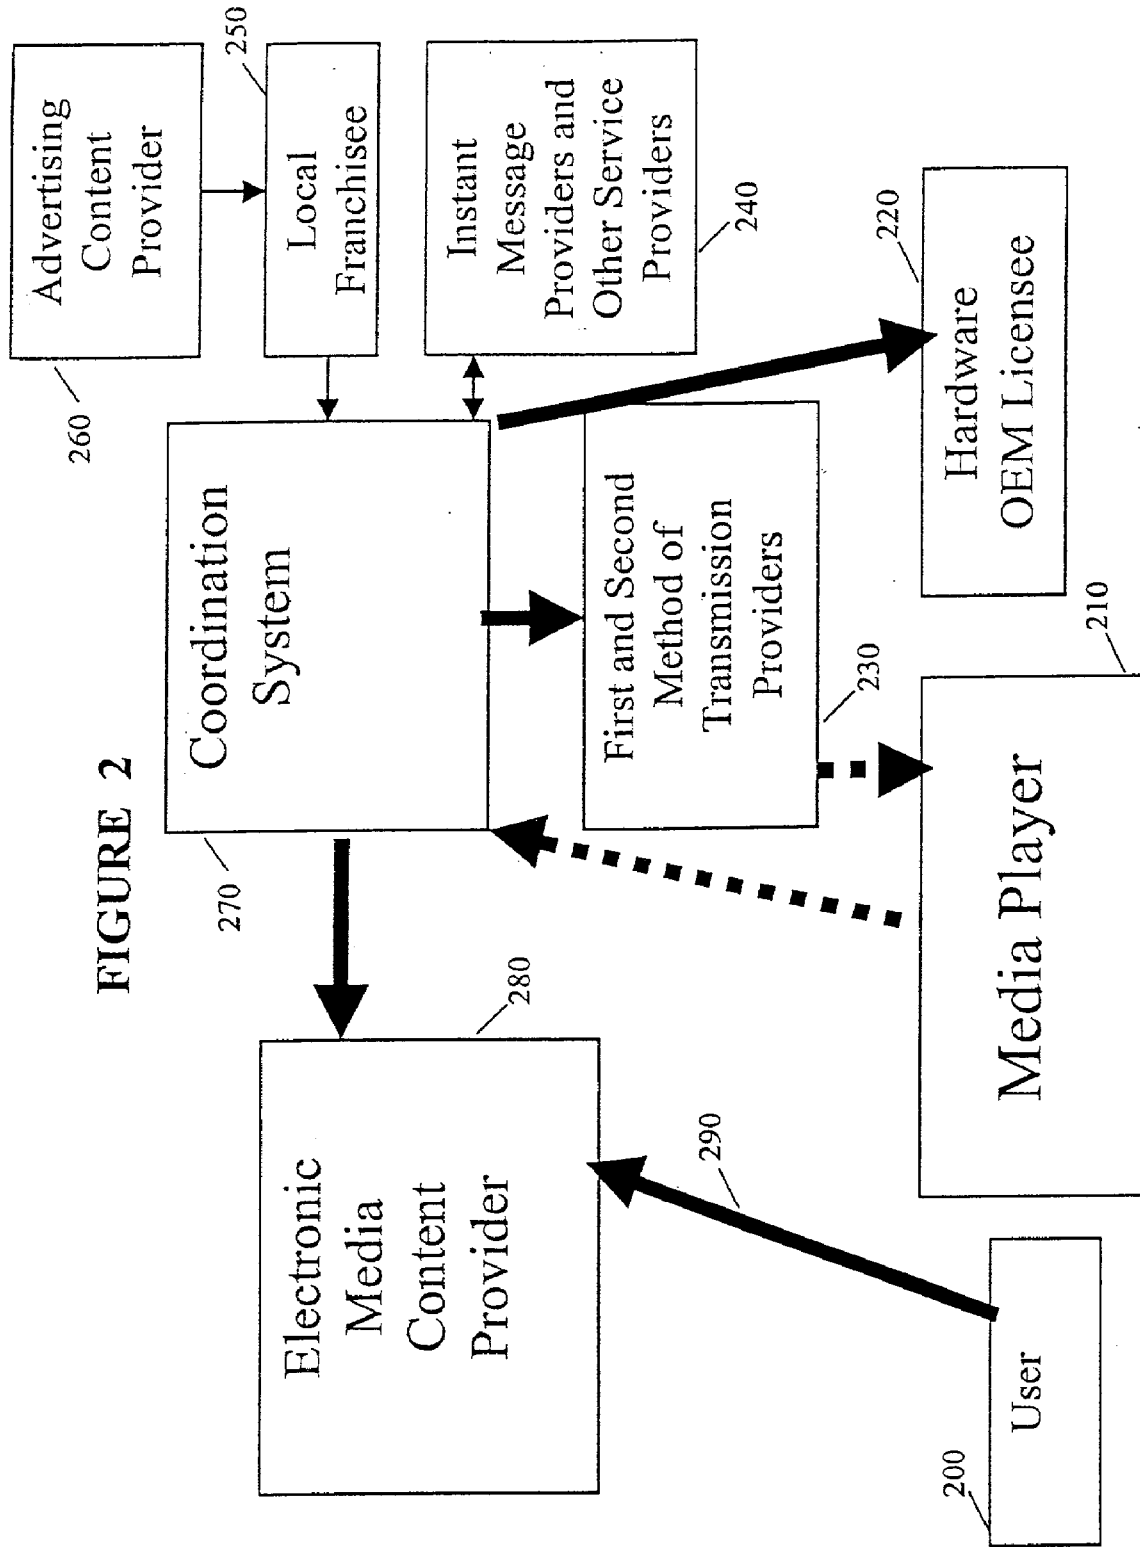 FIGURE 2
Electronic
Media
Content
Provider
280
270
Coordination
System
260
Advertising
Content
Provider
250
Local
Franchisee
Instant
Message
Providers and
Other Service
Providers
240
First and Second
Method of
Transmission
Providers
230
220
Hardware
OEM Licensee
290
200
User
Media Player
210